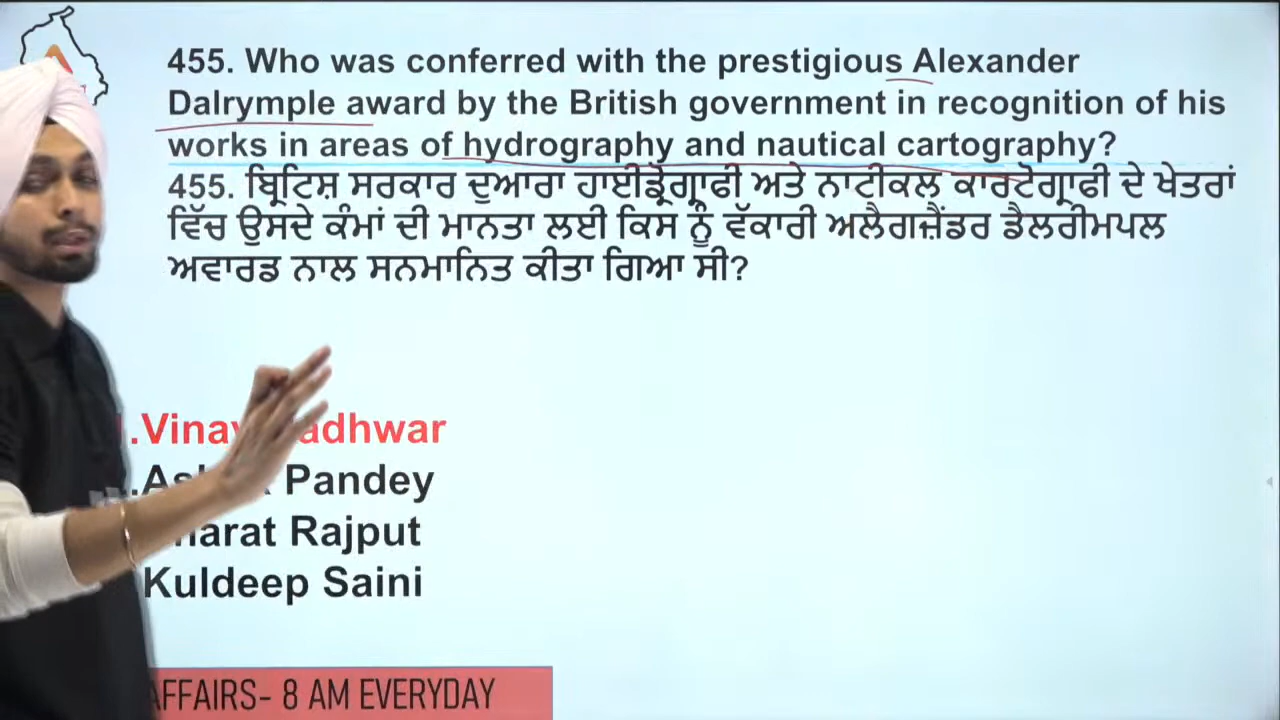 455. Who was conferred with the prestigious Alexander
Dalrymple award by the British government in recognition of his
works in areas of hydrography and nautical cartography?
455. ਬ੍ਰਿਟਿਸ਼ ਸਰਕਾਰ ਦੁਆਰਾ ਹਾਈਡ੍ਰੋਗ੍ਰਾਫੀ ਅਤੇ ਨਾਟੀਕਲ ਕਾਰਟੋਗ੍ਰਾਫੀ ਦੇ ਖੇਤਰਾਂ
ਵਿੱਚ ਉਸਦੇ ਕੰਮਾਂ ਦੀ ਮਾਨਤਾ ਲਈ ਕਿਸ ਨੂੰ ਵੱਕਾਰੀ ਅਲੈਗਜ਼ੈਂਡਰ ਡੈਲਰੀਮਪਲ
ਅਵਾਰਡ ਨਾਲ ਸਨਮਾਨਿਤ ਕੀਤਾ ਗਿਆ ਸੀ?
Pandey
Rajput
Kuldeep Saini
AFFAIRS- 8 AM EVERYDAY